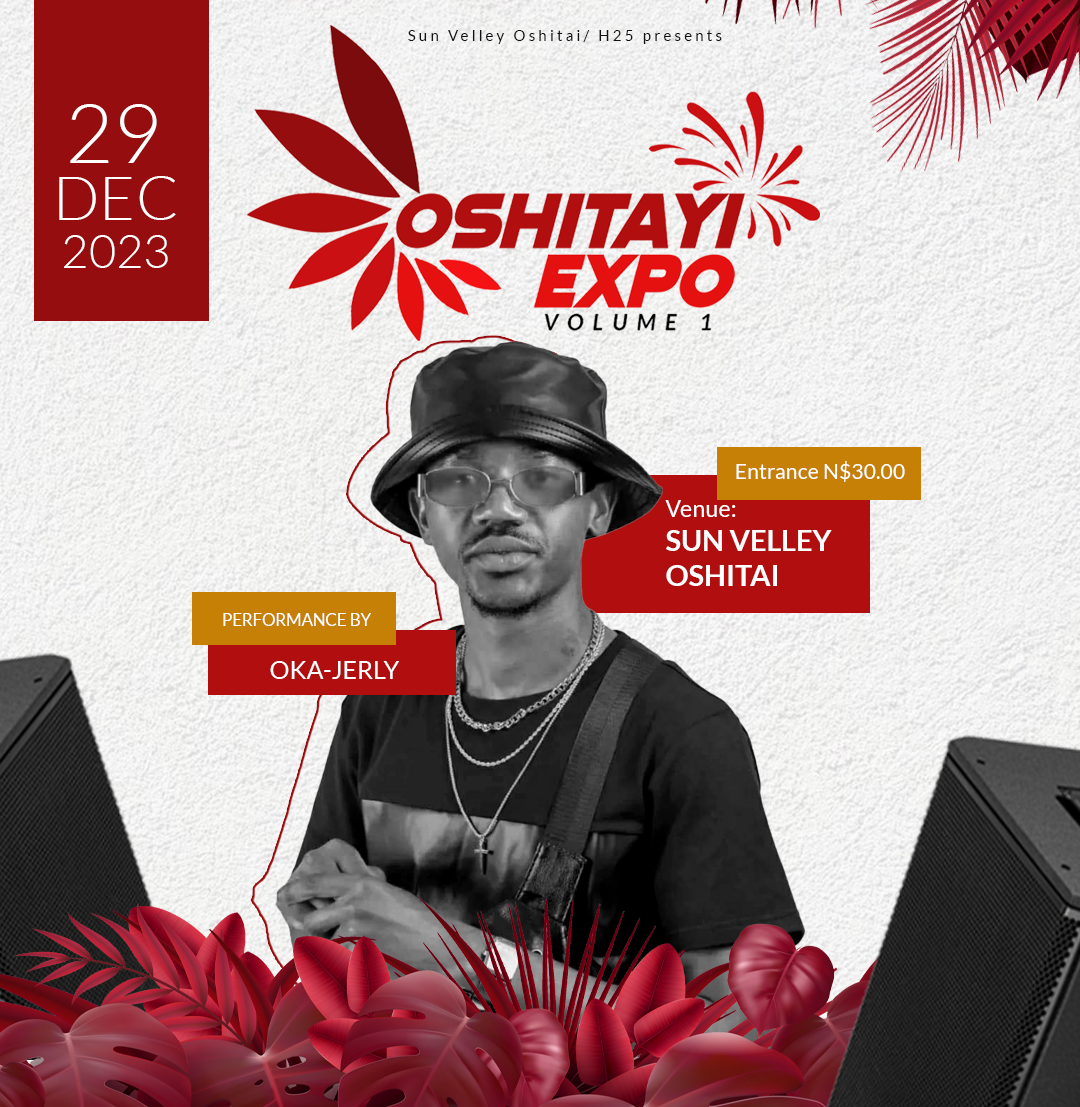 Sun Velley Oshitai/ H25 presents
29
DEC
2023
OSHITAYI
EXPO
VOLUME 1
Entrance N$30.00
Venue:
SUN VELLEY
OSHITAI
PERFORMANCE BY
OKA-JERLY